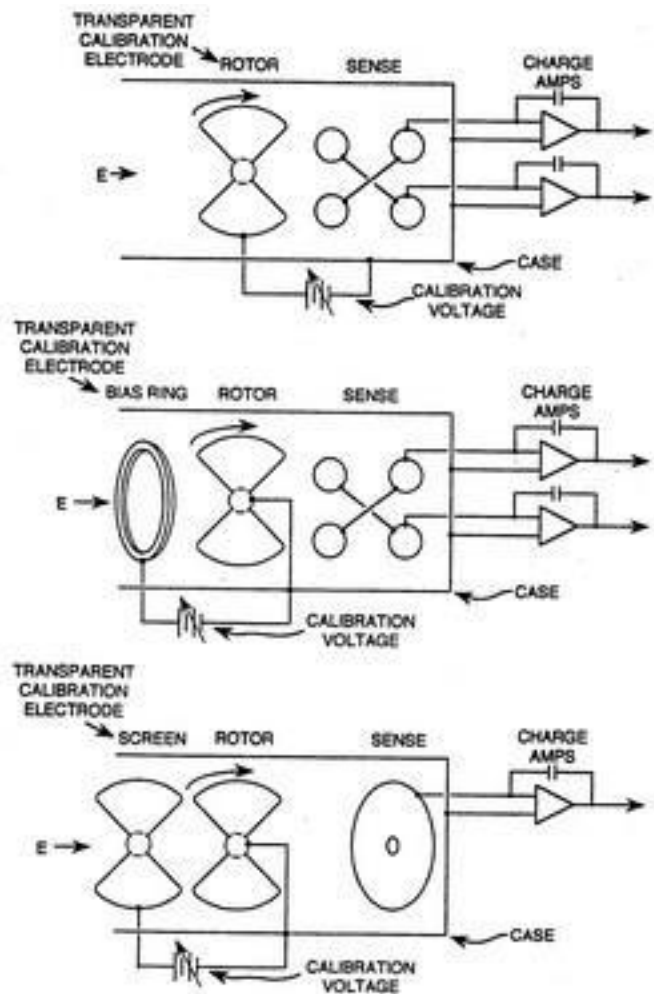 TRANSPARENT
CALIBRATION
ELECTRODE
ROTOR
SENSE
CHARGE
AMPS
E
CASE
CALIBRATION
VOLTAGE
TRANSPARENT
CALIBRATION
ELECTRODE
BIAS RING
ROTOR
SENSE
CHARGE
AMPS
E
CASE
CALIBRATION
VOLTAGE
TRANSPARENT
CALIBRATION
ELECTRODE
SCREEN
ROTOR
SENSE
CHARGE
AMPS
E
CASE
CALIBRATION
VOLTAGE